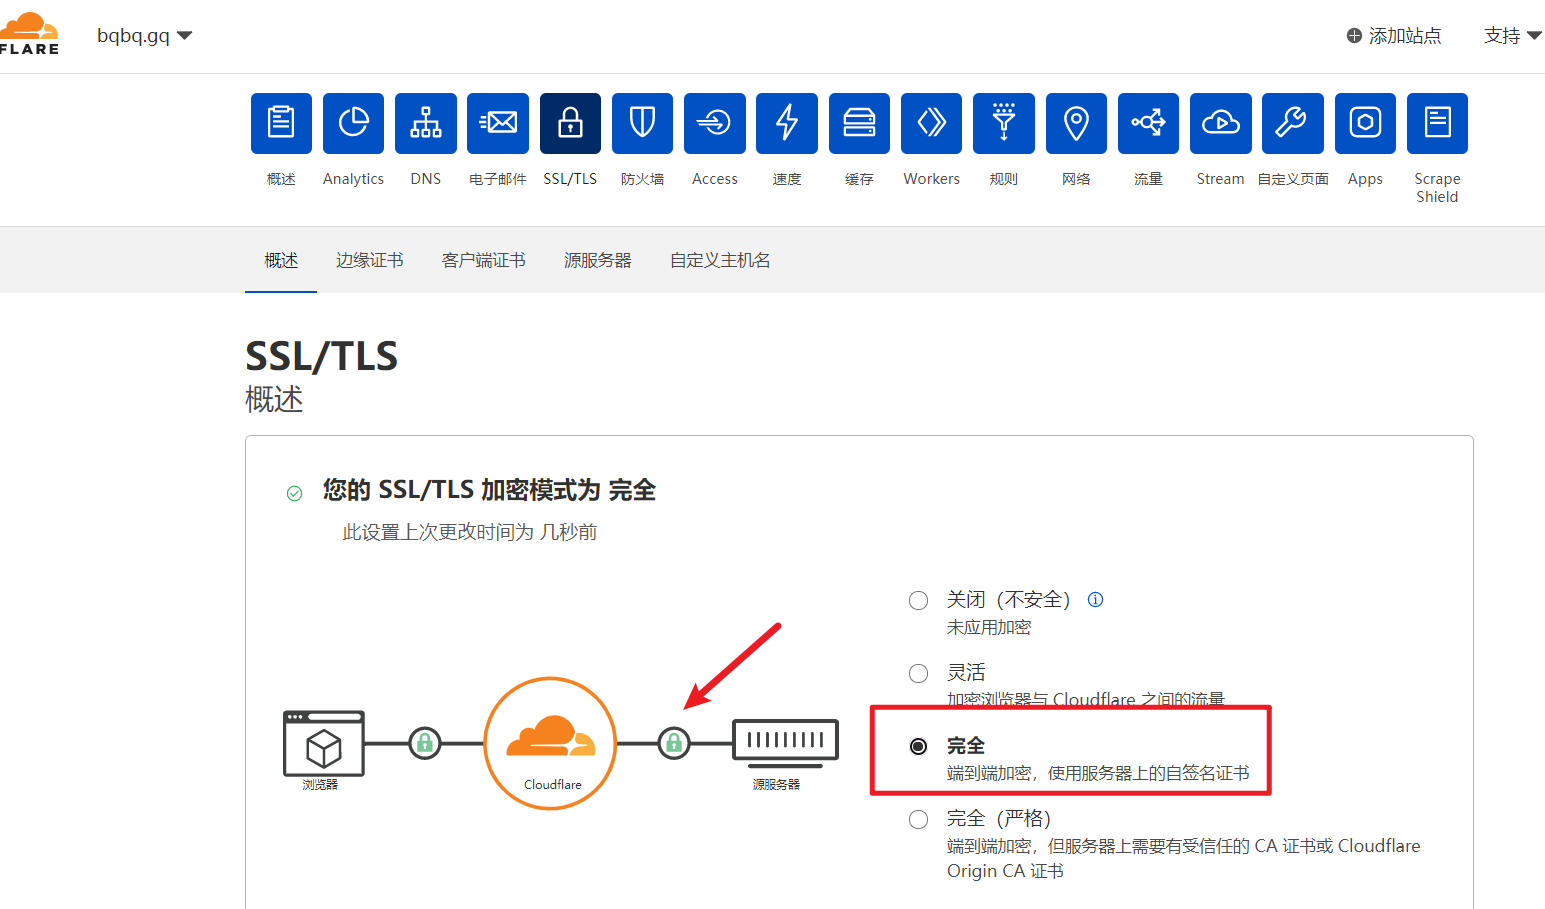 FLARE
bqbq.gq
添加站点
支持
概述
Analytics
DNS
电子邮件
SSL/TLS
防火墙
Access
速度
缓存
Workers
规则
网络
流量
Stream
自定义页面
Apps
Scrape
Shield
概述
边缘证书
客户端证书
源服务器
自定义主机名
SSL/TLS
概述
您的 SSL/TLS 加密模式为 完全
此设置上次更改时间为 几秒前
关闭（不安全）
未应用加密
灵活
加密浏览器与 Cloudflare 之间的流量
完全
端到端加密，使用服务器上的自签名证书
完全（严格）
端到端加密，但服务器上需要有受信任的 CA 证书或 Cloudflare
Origin CA 证书
浏览器
Cloudflare
源服务器